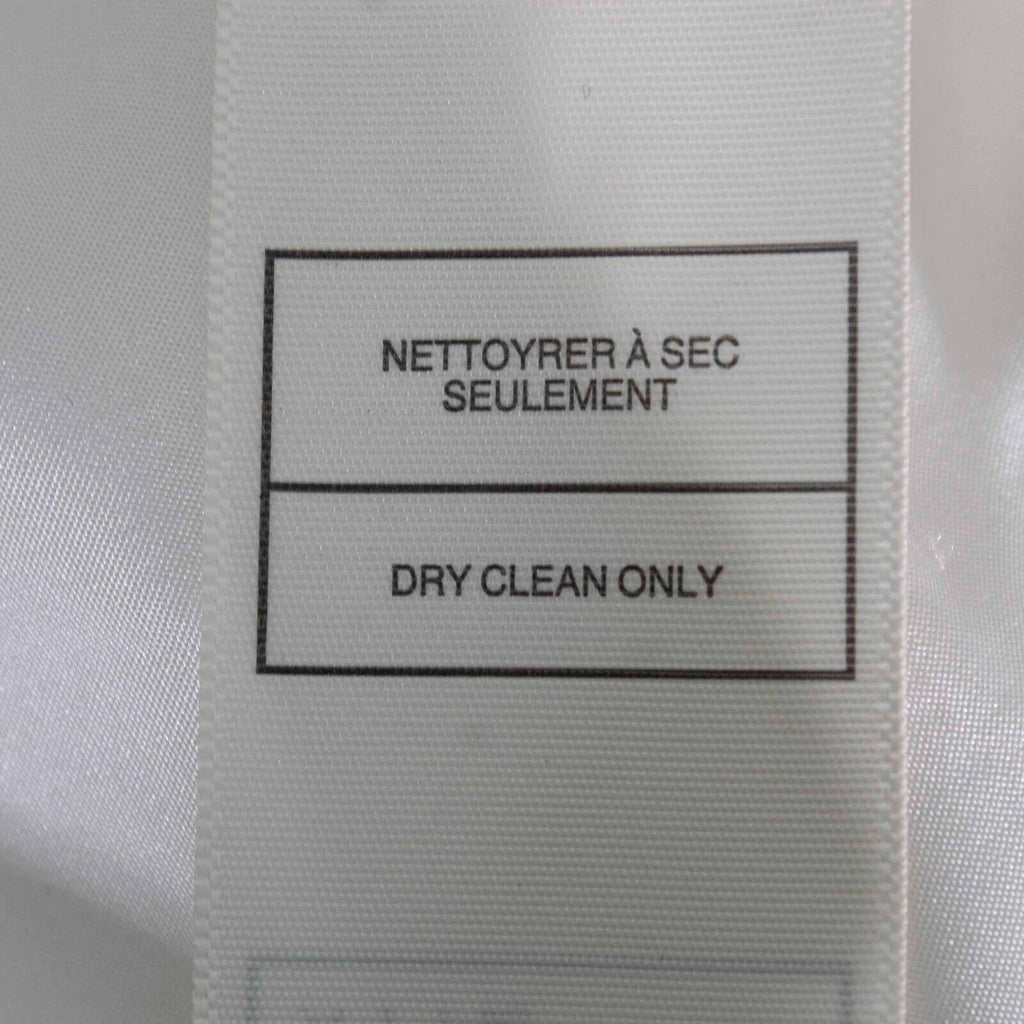 NETTOYRER À SEC
SEULEMENT
DRY CLEAN ONLY